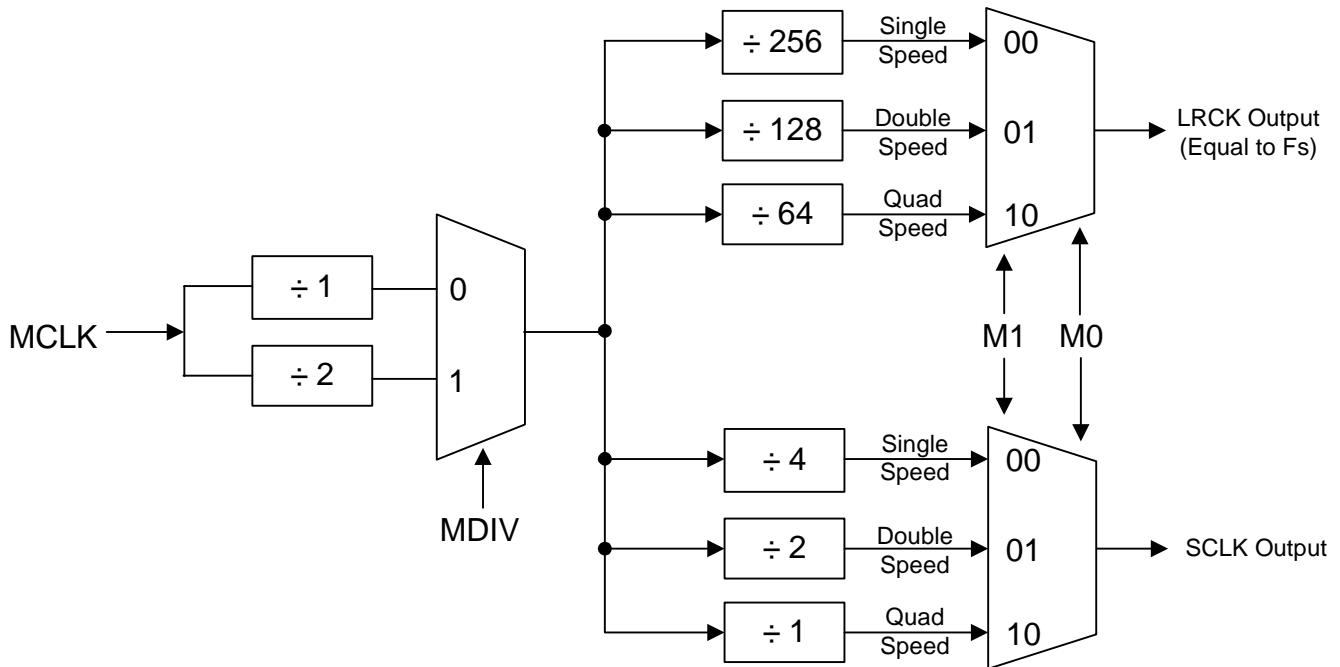 ÷ 256
Single
Speed
00
÷ 128
Double
Speed
01
LRCK Output
(Equal to Fs)
÷ 64
Quad
Speed
10
÷ 1
0
MCLK
÷ 2
1
MDIV
M1
M0
÷ 4
Single
Speed
00
÷ 2
Double
Speed
01
SCLK Output
÷ 1
Quad
Speed
10